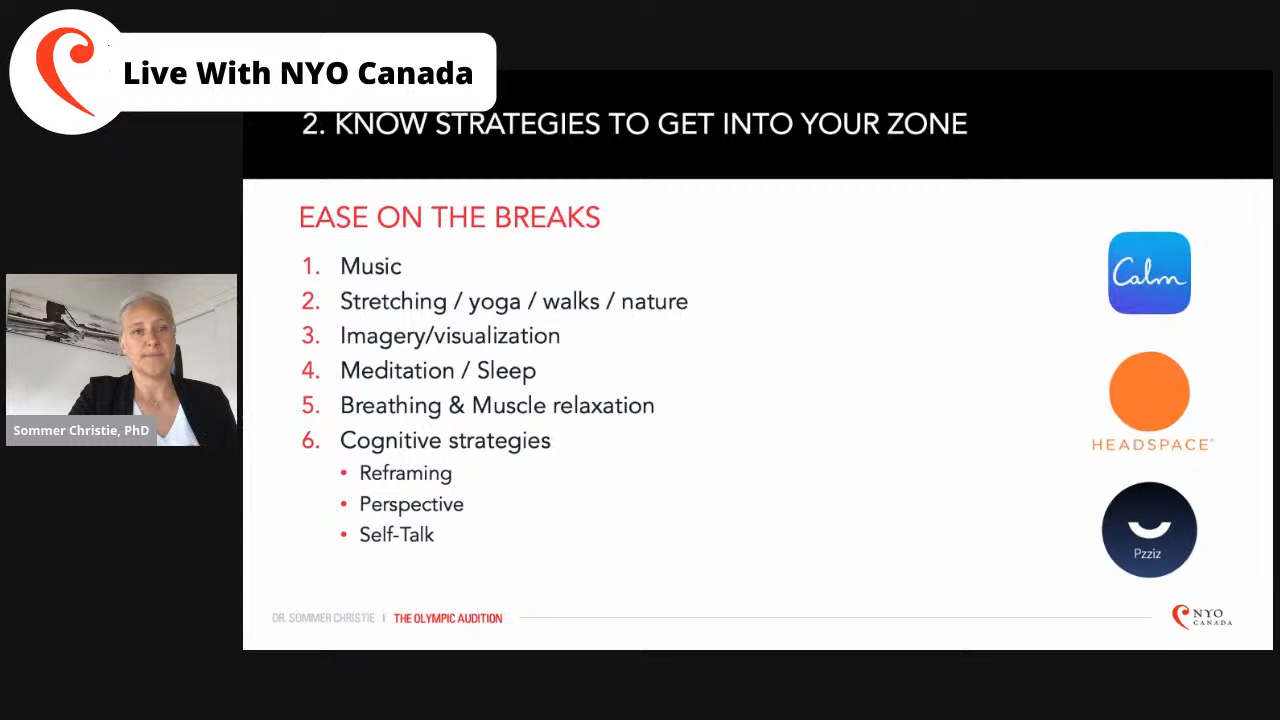 Live With NYO Canada
2. KNOW STRATEGIES TO GET INTO YOUR ZONE
EASE ON THE BREAKS
1. Music
2. Stretching / yoga / walks / nature
3. Imagery/visualization
4. Meditation / Sleep
5. Breathing & Muscle relaxation
6. Cognitive strategies
• Reframing
• Perspective
• Self-Talk
Calm
HEADSPACE
Pzziz
Sommer Christie, PhD
DR. SOMMER CHRISTIE | THE OLYMPIC AUDITION
NYO
CANADA